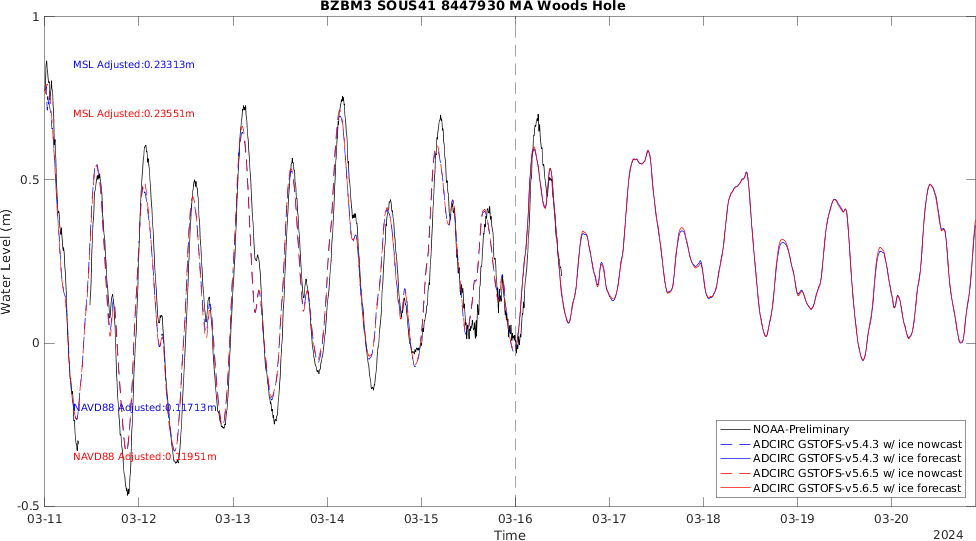 BZBM3 SOUS41 8447930 MA Woods Hole
1
MSL Adjusted:0.23313m
MSL Adjusted:0.23551m
0.5
Water Level (m)
0
NAVD88 Adjusted:0.11713m
NAVD88 Adjusted:0.11951m
-0.5
NOAA-Preliminary
ADCIRC GSTOFS-v5.4.3 w/ ice nowcast
ADCIRC GSTOFS-v5.4.3 w/ ice forecast
ADCIRC GSTOFS-v5.6.5 w/ ice nowcast
ADCIRC GSTOFS-v5.6.5 w/ ice forecast
03-11 03-12 03-13 03-14 03-15 03-16 03-17 03-18 03-19 03-20
Time
2024